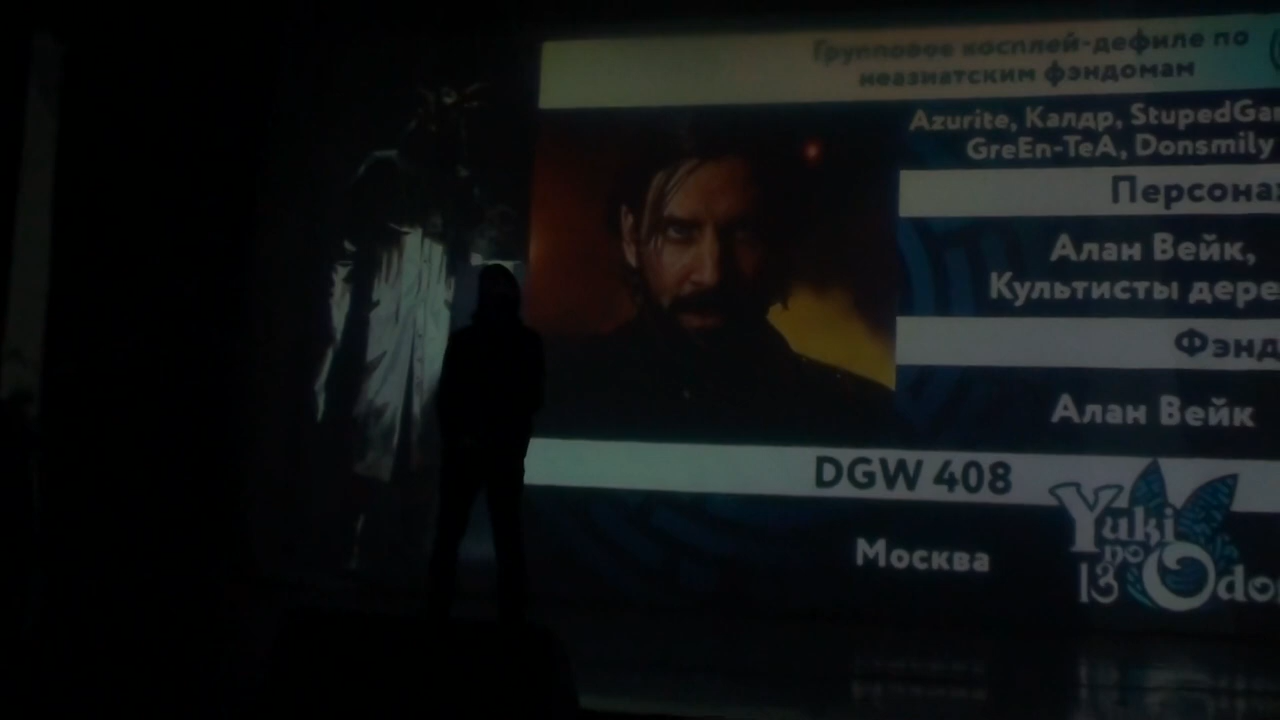 Групповое косплей-дефиле по
неазиатским фэндомам
Azurite, Калдр, StupedGa
GreEn-TeA, Donsmily
Персона
Алан Вейк,
Культисты дере
Фэнд
Алан Вейк
DGW 408
Москва
Yuki
no
13 Odo